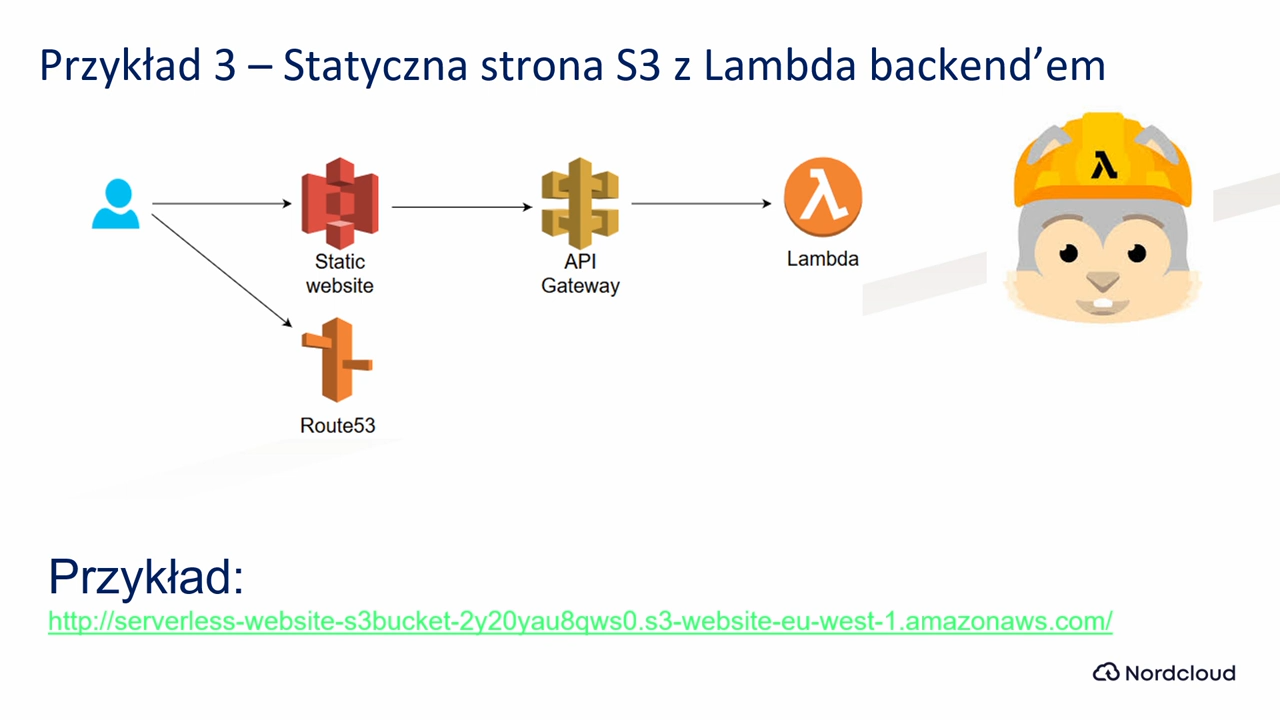 Przykład 3 – Statyczna strona S3 z Lambda backend’em
Static
website
API
Gateway
Lambda
Route53
Przykład:
http://serverless-website-s3bucket-2y20yau8qws0.s3-website-eu-west-1.amazonaws.com/
Nordcloud